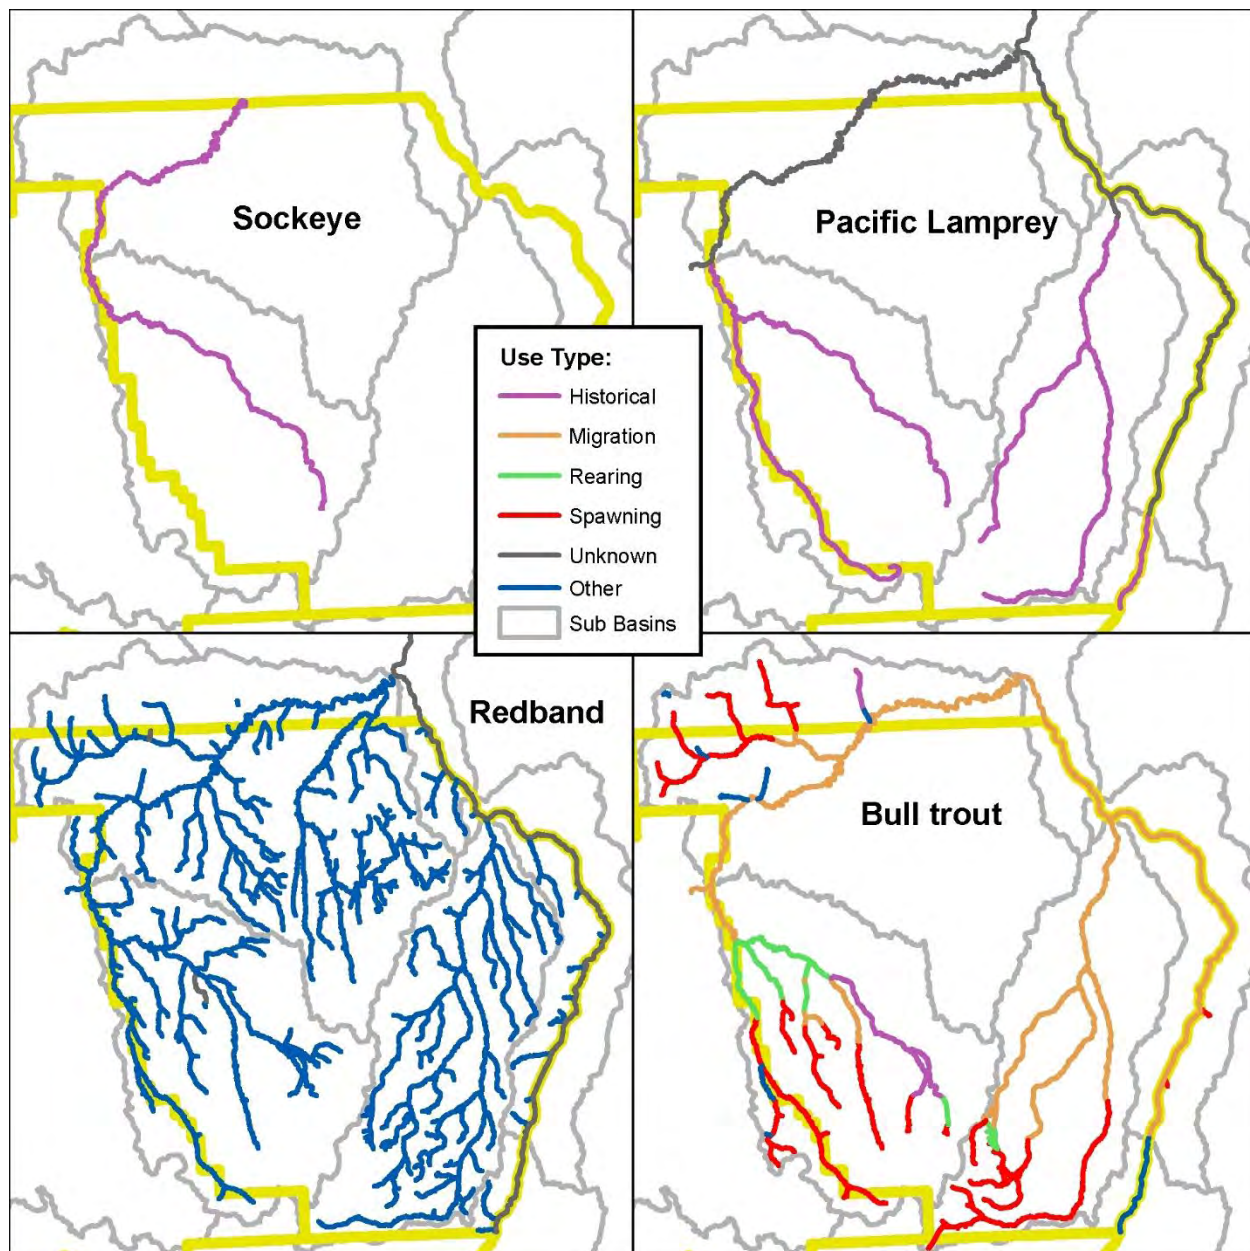 Sockeye
Pacific Lamprey
Use Type:
Historical
Migration
Rearing
Spawning
Unknown
Other
Sub Basins
Redband
Bull trout